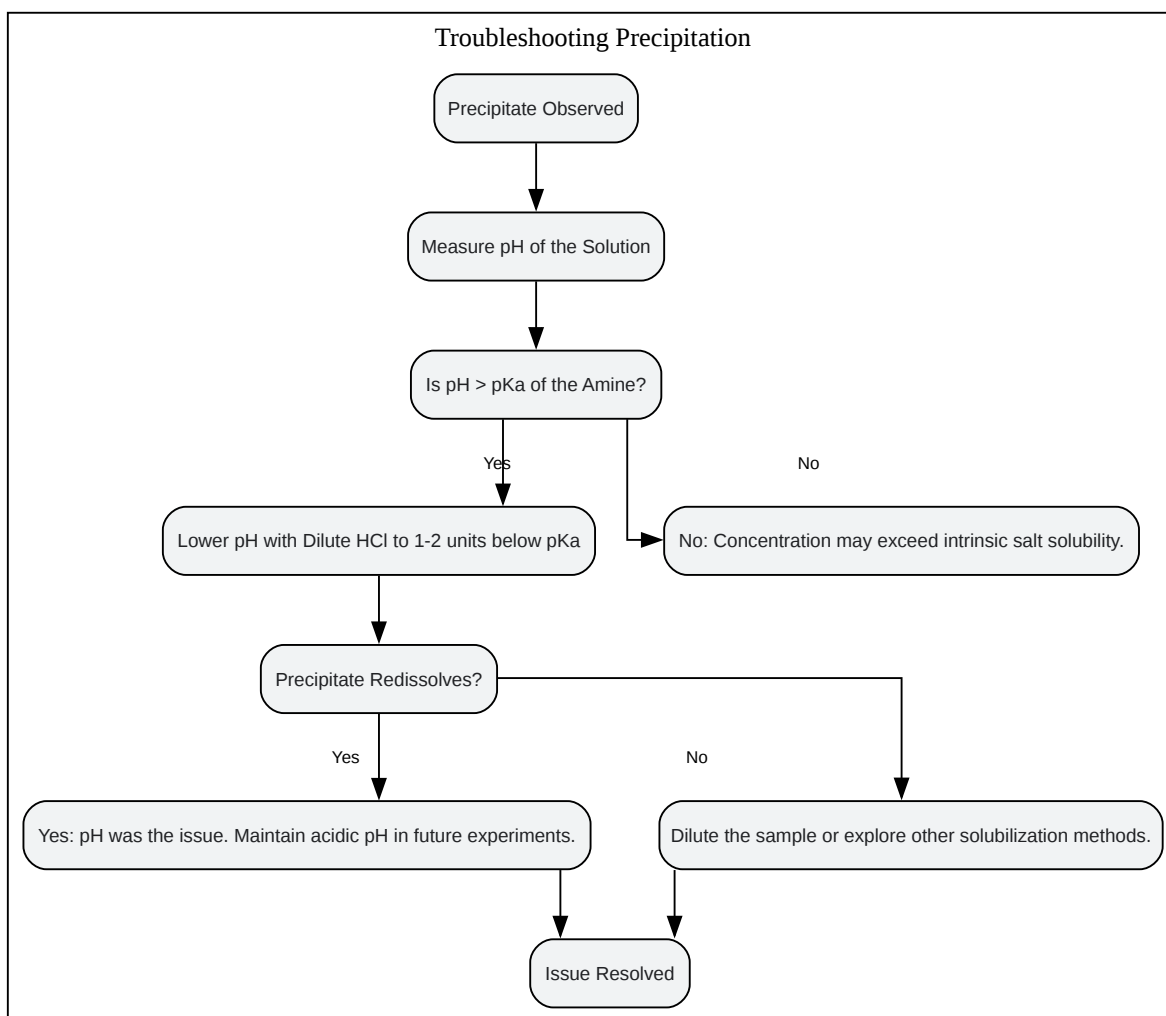 Troubleshooting Precipitation
Precipitate Observed
Measure pH of the Solution
Is pH > pKa of the Amine?
Yes
No
Lower pH with Dilute HCl to 1-2 units below pKa
No: Concentration may exceed intrinsic salt solubility.
Precipitate Redissolves?
Yes
No
Yes: pH was the issue. Maintain acidic pH in future experiments.
Dilute the sample or explore other solubilization methods.
Issue Resolved